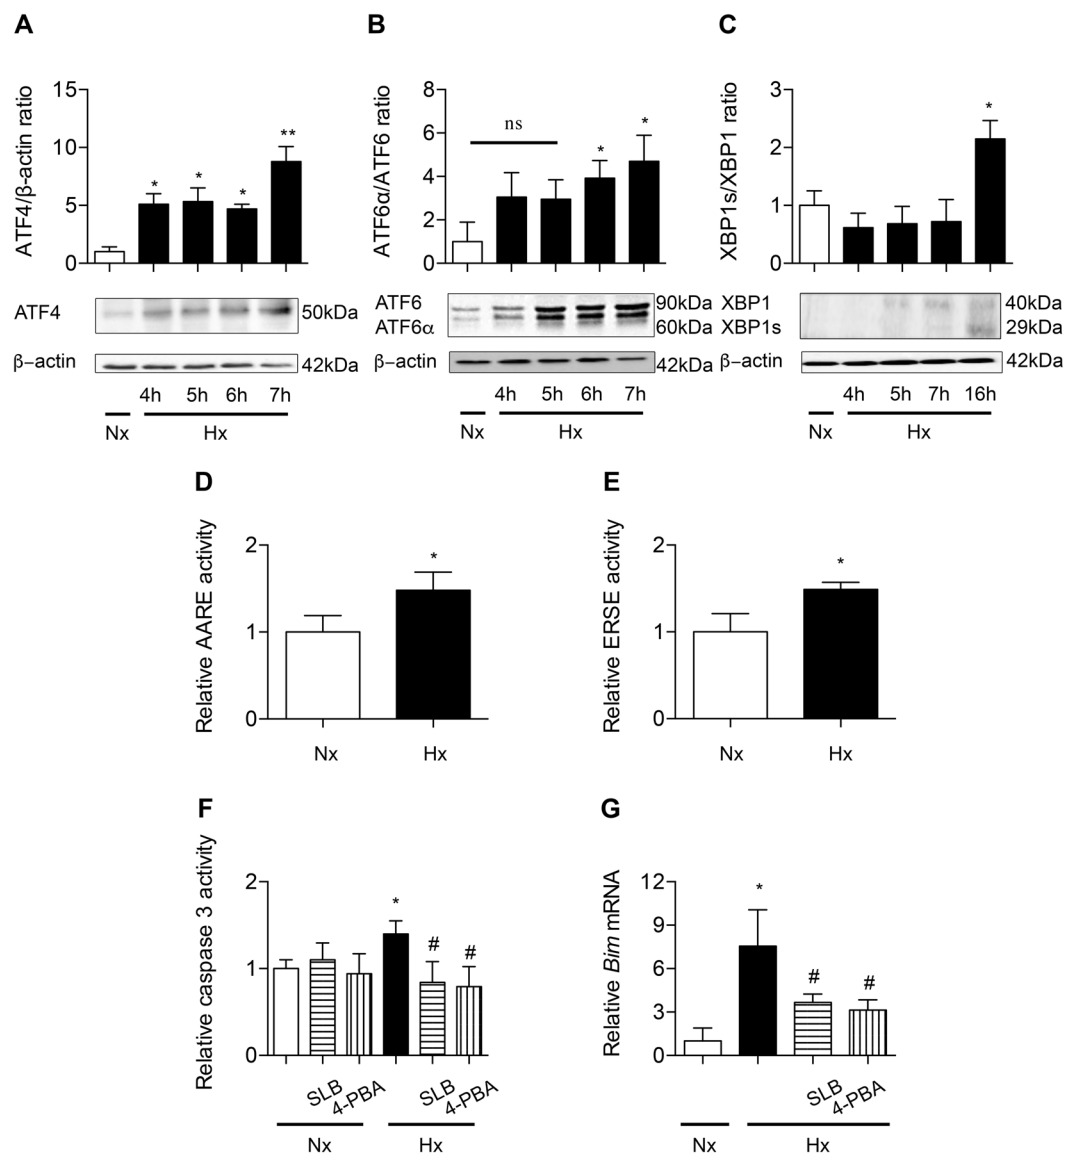 A
B
C
ATF4/β-actin ratio
15
10
5
0
*
*
*
**
ATF6α/ATF6 ratio
8
6
4
2
0
ns
*
*
XBP1s/XBP1 ratio
3
2
1
0
*
ATF4
50kDa
β−actin
42kDa
4h 5h 6h 7h
Nx Hx
ATF6
90kDa
ATF6α
60kDa
β−actin
42kDa
4h 5h 6h 7h
Nx Hx
XBP1
40kDa
XBP1s
29kDa
β−actin
42kDa
4h 5h 7h 16h
Nx Hx
D
E
Relative AARE activity
2
1
0
*
Nx Hx
Relative ERSE activity
2
1
0
*
Nx Hx
F
G
Relative caspase 3 activity
2
1
0
*
#
#
SLB
4-PBA
SLB
4-PBA
Nx Hx
Relative Bim mRNA
12
9
6
3
0
*
#
#
SLB
4-PBA
Nx Hx